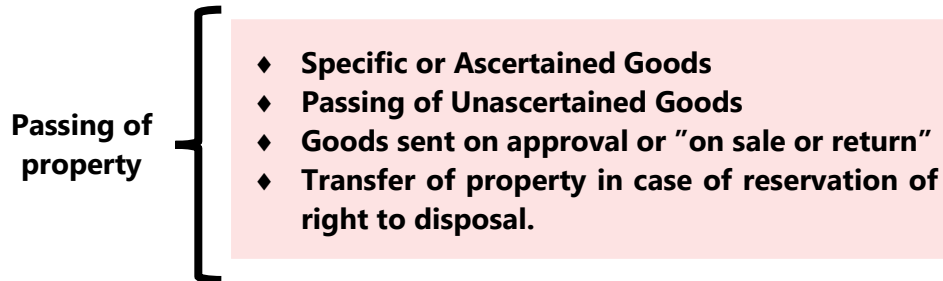 Passing of
property
♦ Specific or Ascertained Goods
♦ Passing of Unascertained Goods
♦ Goods sent on approval or ”on sale or return”
♦ Transfer of property in case of reservation of
right to disposal.